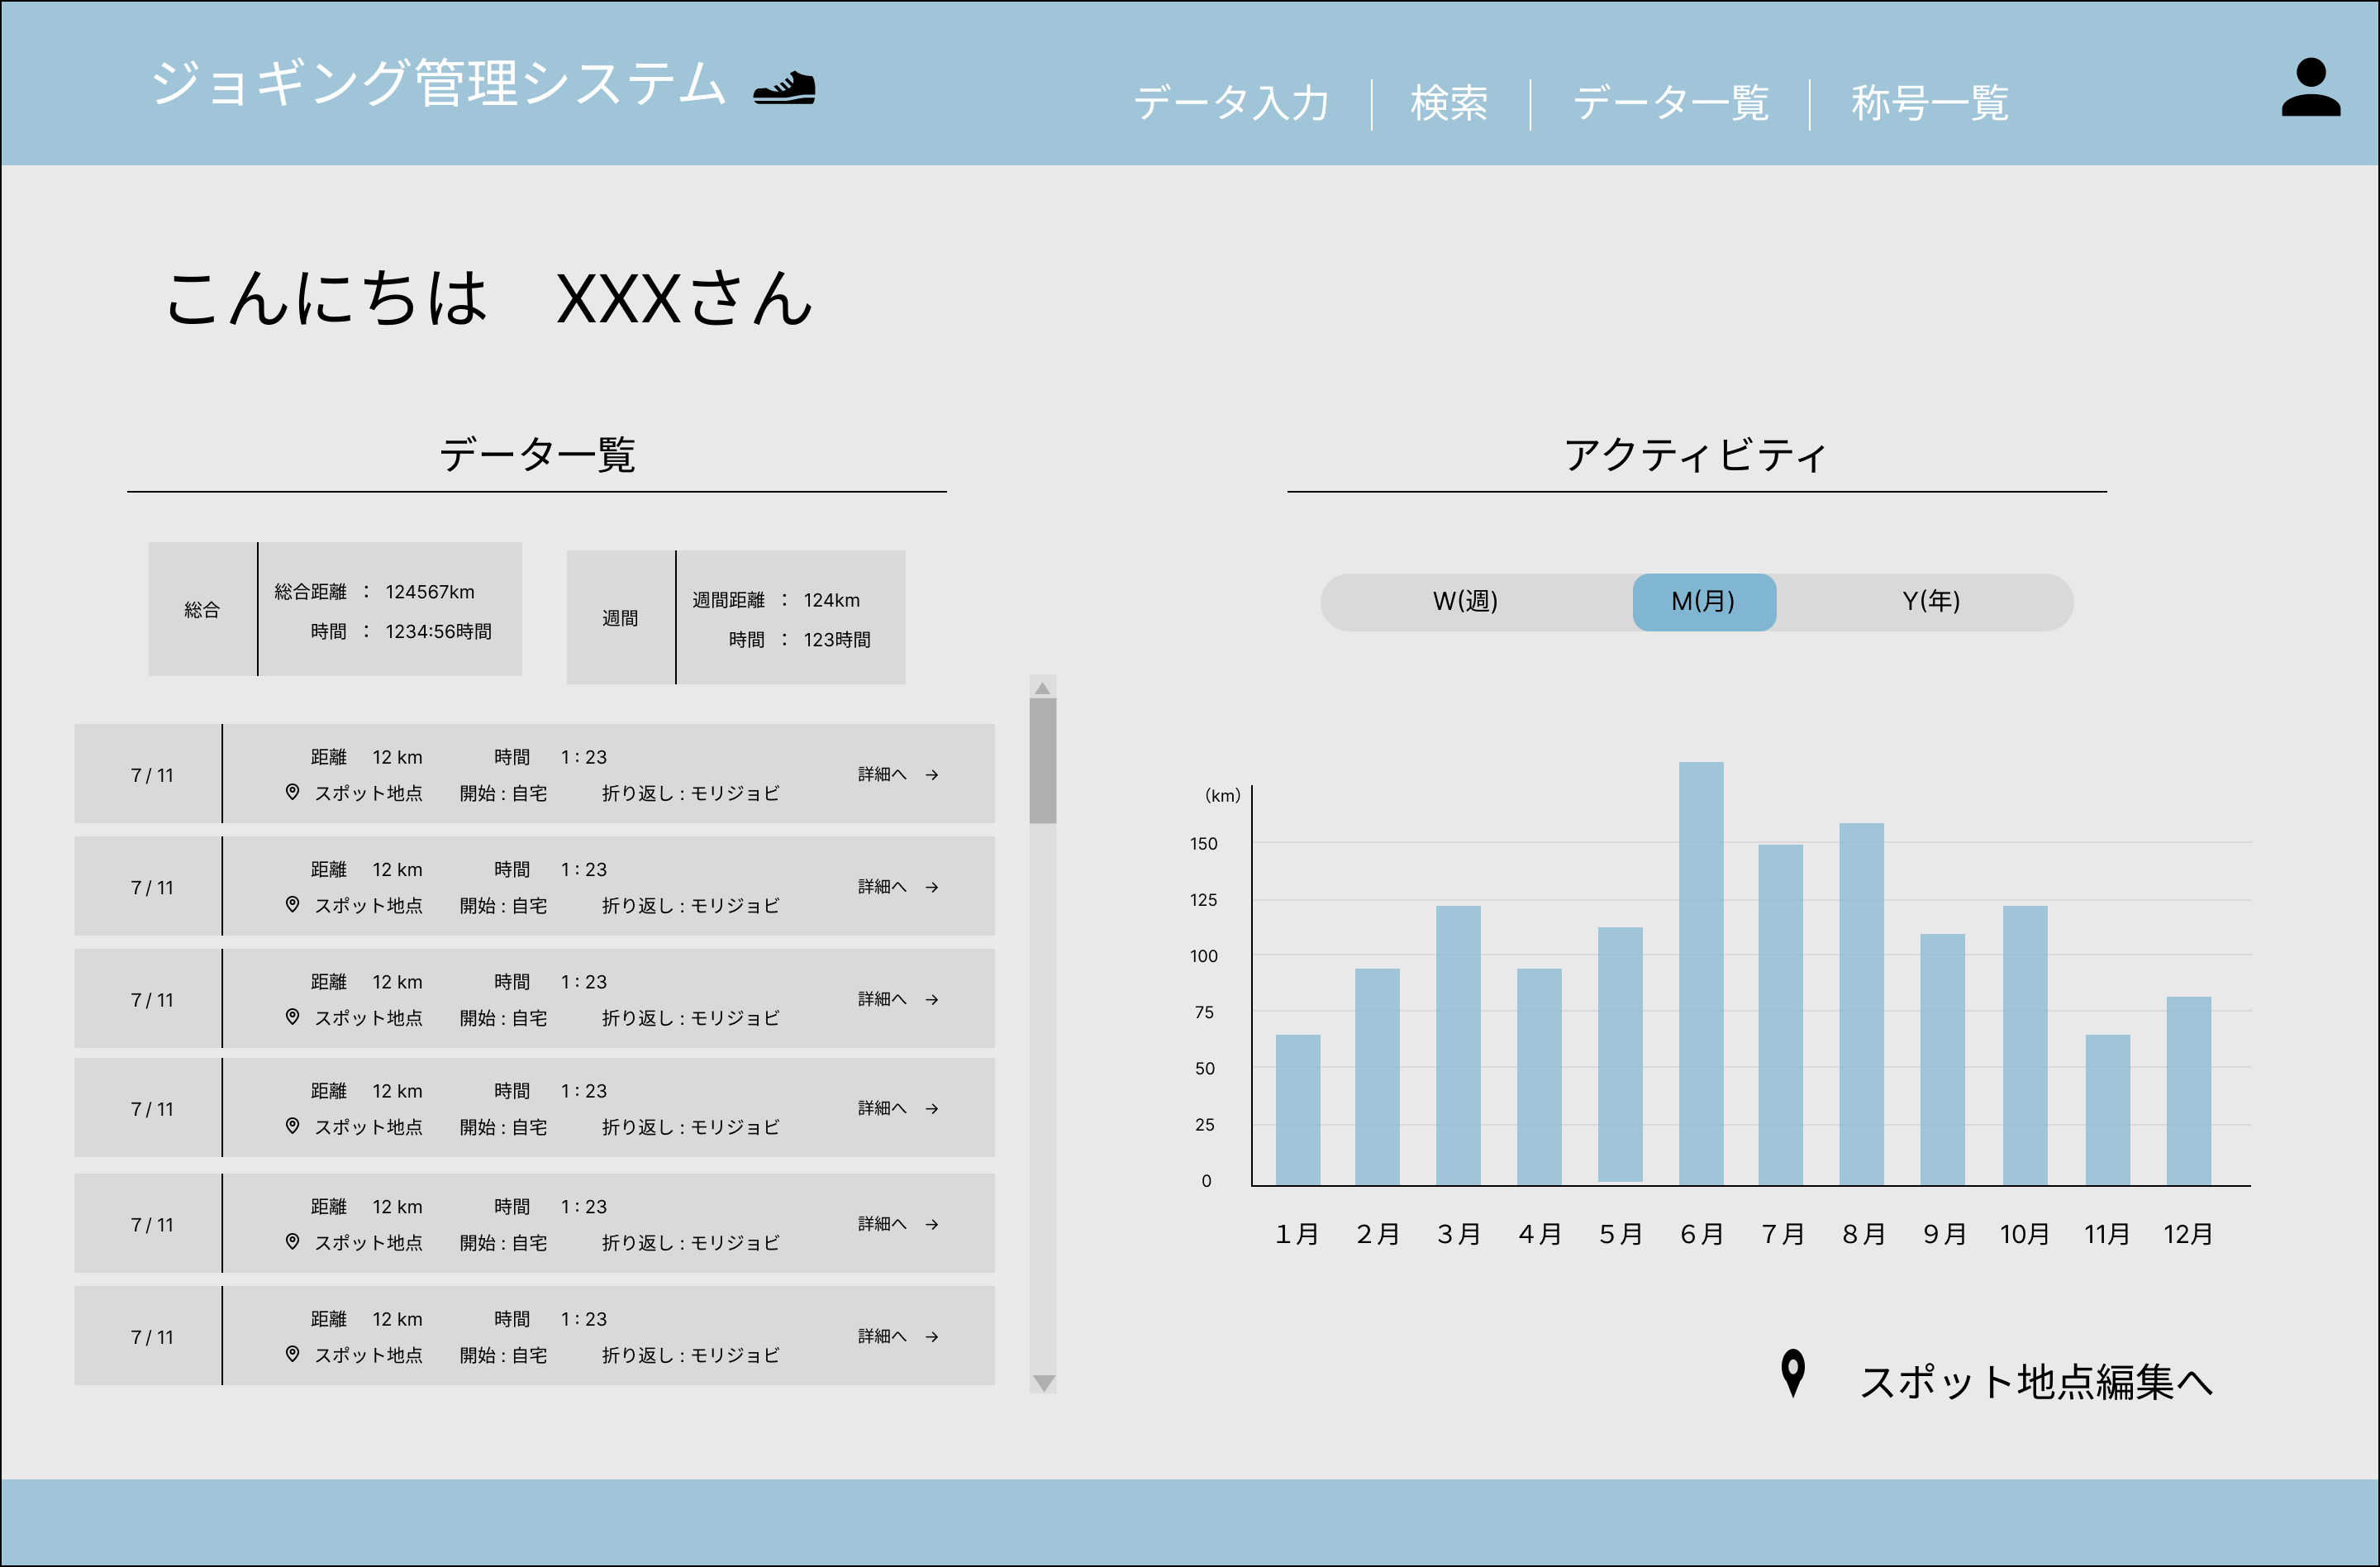 ジョギング管理システム
データ入力 検索 データ一覧 称号一覧
こんにちは　XXXさん
データ一覧
総合
総合距離 ： 124567km
時間 ： 1234:56時間
週間
週間距離 ： 124km
時間 ： 123時間
7 / 11
距離 12 km 時間 1 : 23
スポット地点 開始 : 自宅 折り返し : モリジョビ
詳細へ →
7 / 11
距離 12 km 時間 1 : 23
スポット地点 開始 : 自宅 折り返し : モリジョビ
詳細へ →
7 / 11
距離 12 km 時間 1 : 23
スポット地点 開始 : 自宅 折り返し : モリジョビ
詳細へ →
7 / 11
距離 12 km 時間 1 : 23
スポット地点 開始 : 自宅 折り返し : モリジョビ
詳細へ →
7 / 11
距離 12 km 時間 1 : 23
スポット地点 開始 : 自宅 折り返し : モリジョビ
詳細へ →
7 / 11
距離 12 km 時間 1 : 23
スポット地点 開始 : 自宅 折り返し : モリジョビ
詳細へ →
アクティビティ
W(週) M(月) Y(年)
（km）
150
125
100
75
50
25
0
１月 ２月 ３月 ４月 ５月 ６月 ７月 ８月 ９月 10月 11月 12月
スポット地点編集へ